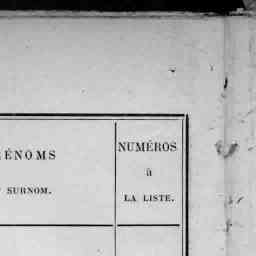 ÉNOMS
SURNOM.
NUMÉROS
à
LA LISTE.